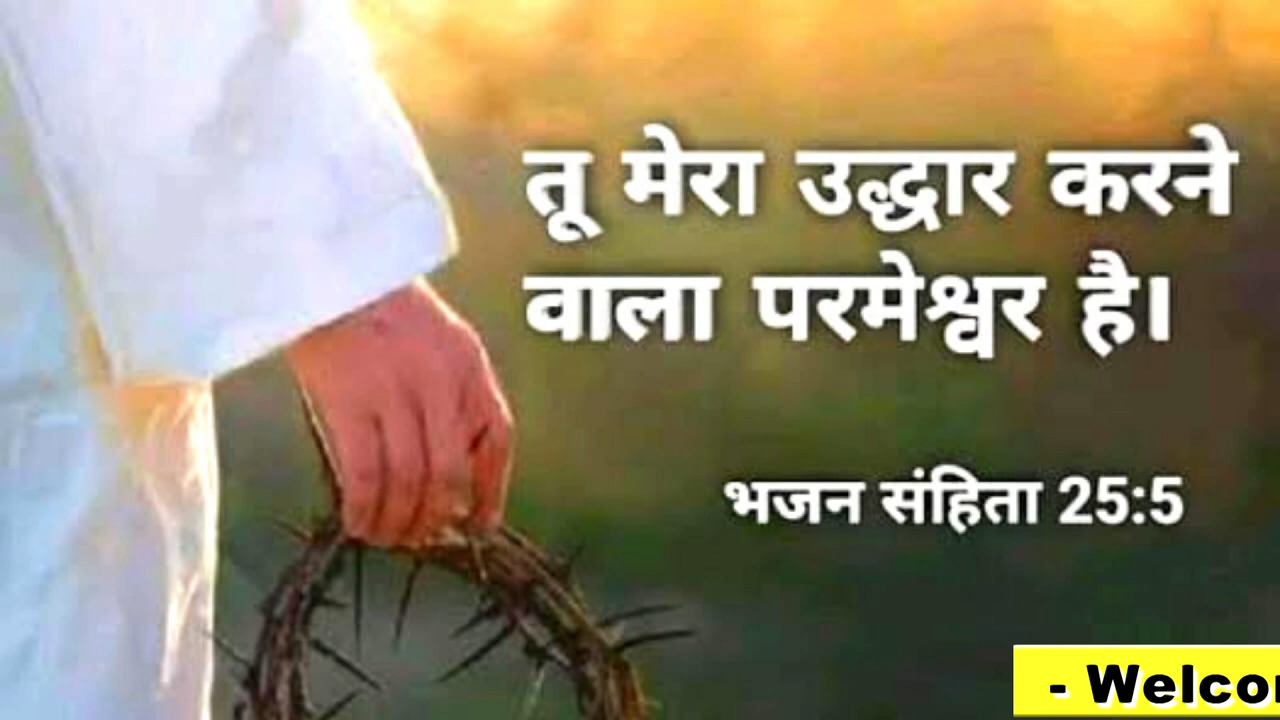 तू मेरा उद्धार करने
वाला परमेश्वर है।
भजन संहिता 25:5
- Welco